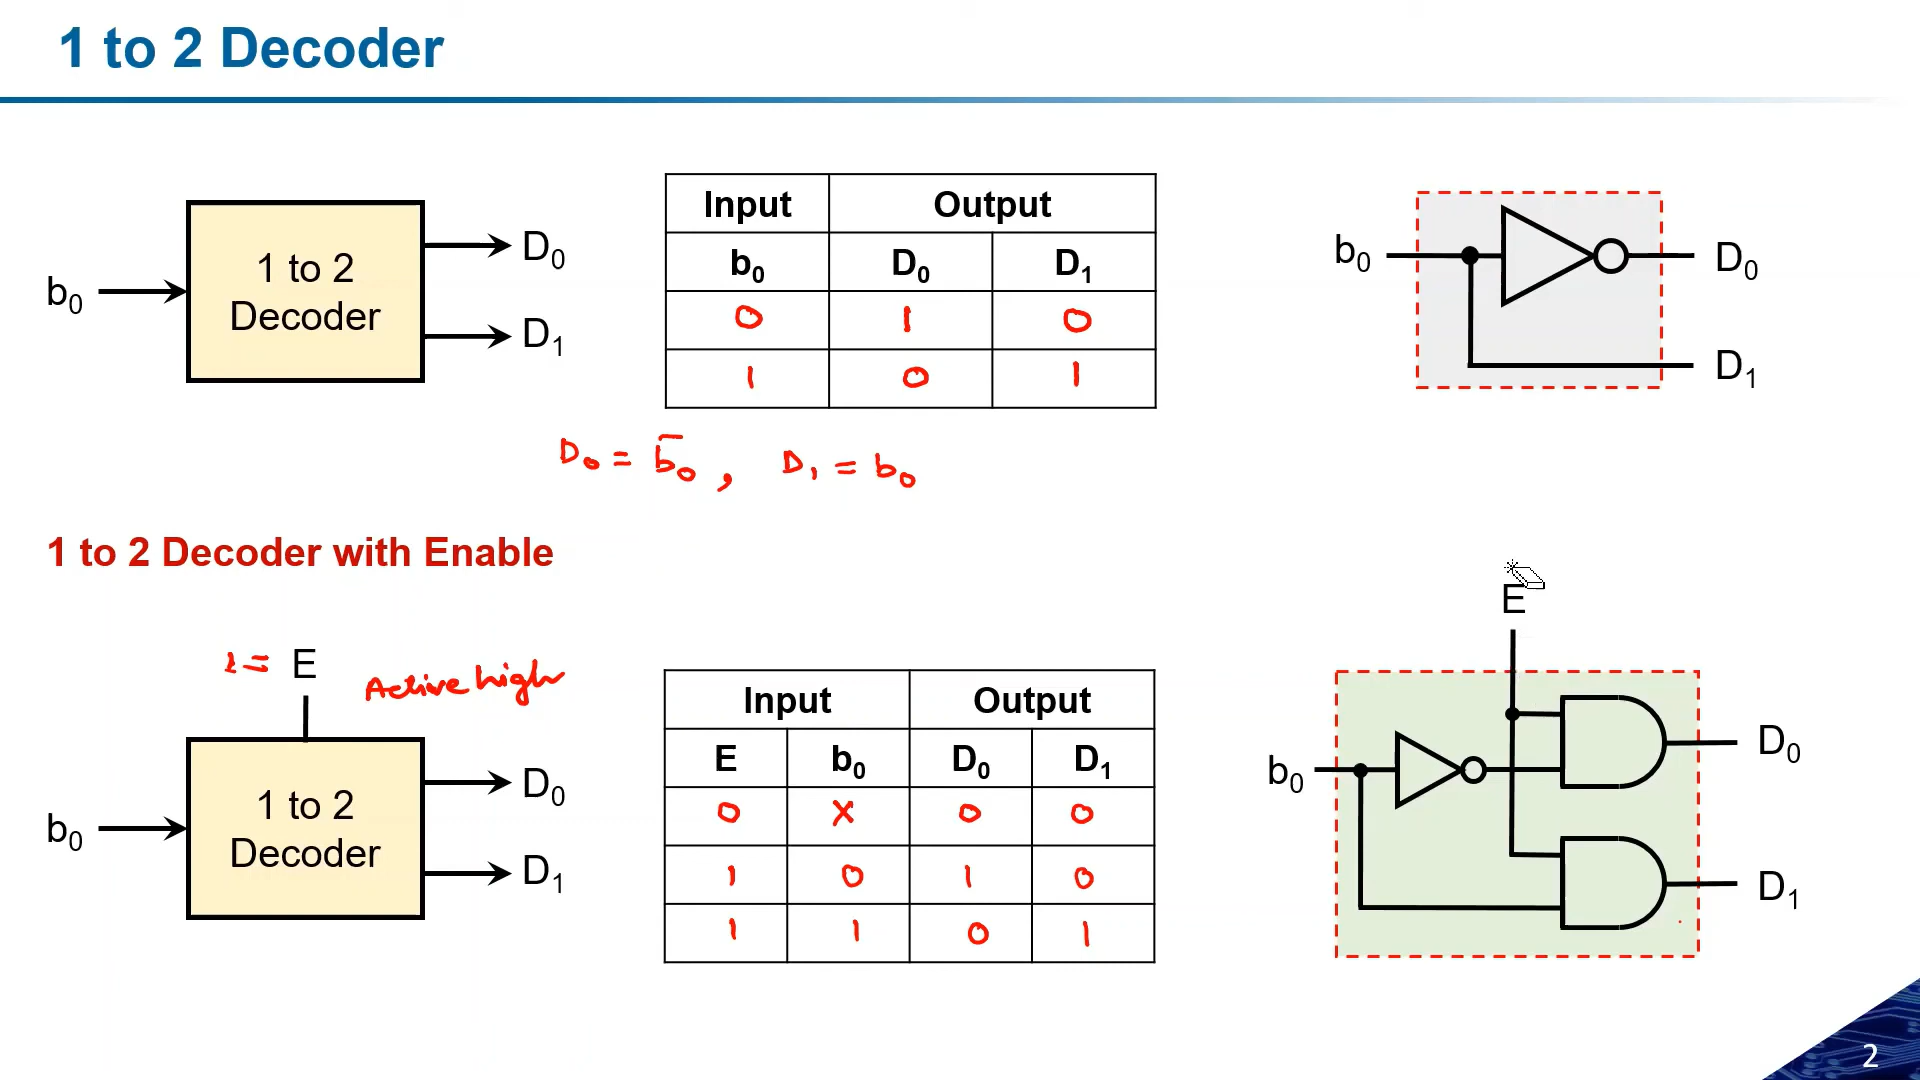 1 to 2 Decoder
b₀
1 to 2
Decoder
D₀
D₁
Input Output
b₀ D₀ D₁
0 1 0
1 0 1
b₀
D₀
D₁
D₀ = b̅₀ , D₁ = b₀
1 to 2 Decoder with Enable
1 = E
Active high
b₀
1 to 2
Decoder
D₀
D₁
Input Output
E b₀ D₀ D₁
0 X 0 0
1 0 1 0
1 1 0 1
E
b₀
D₀
D₁
2